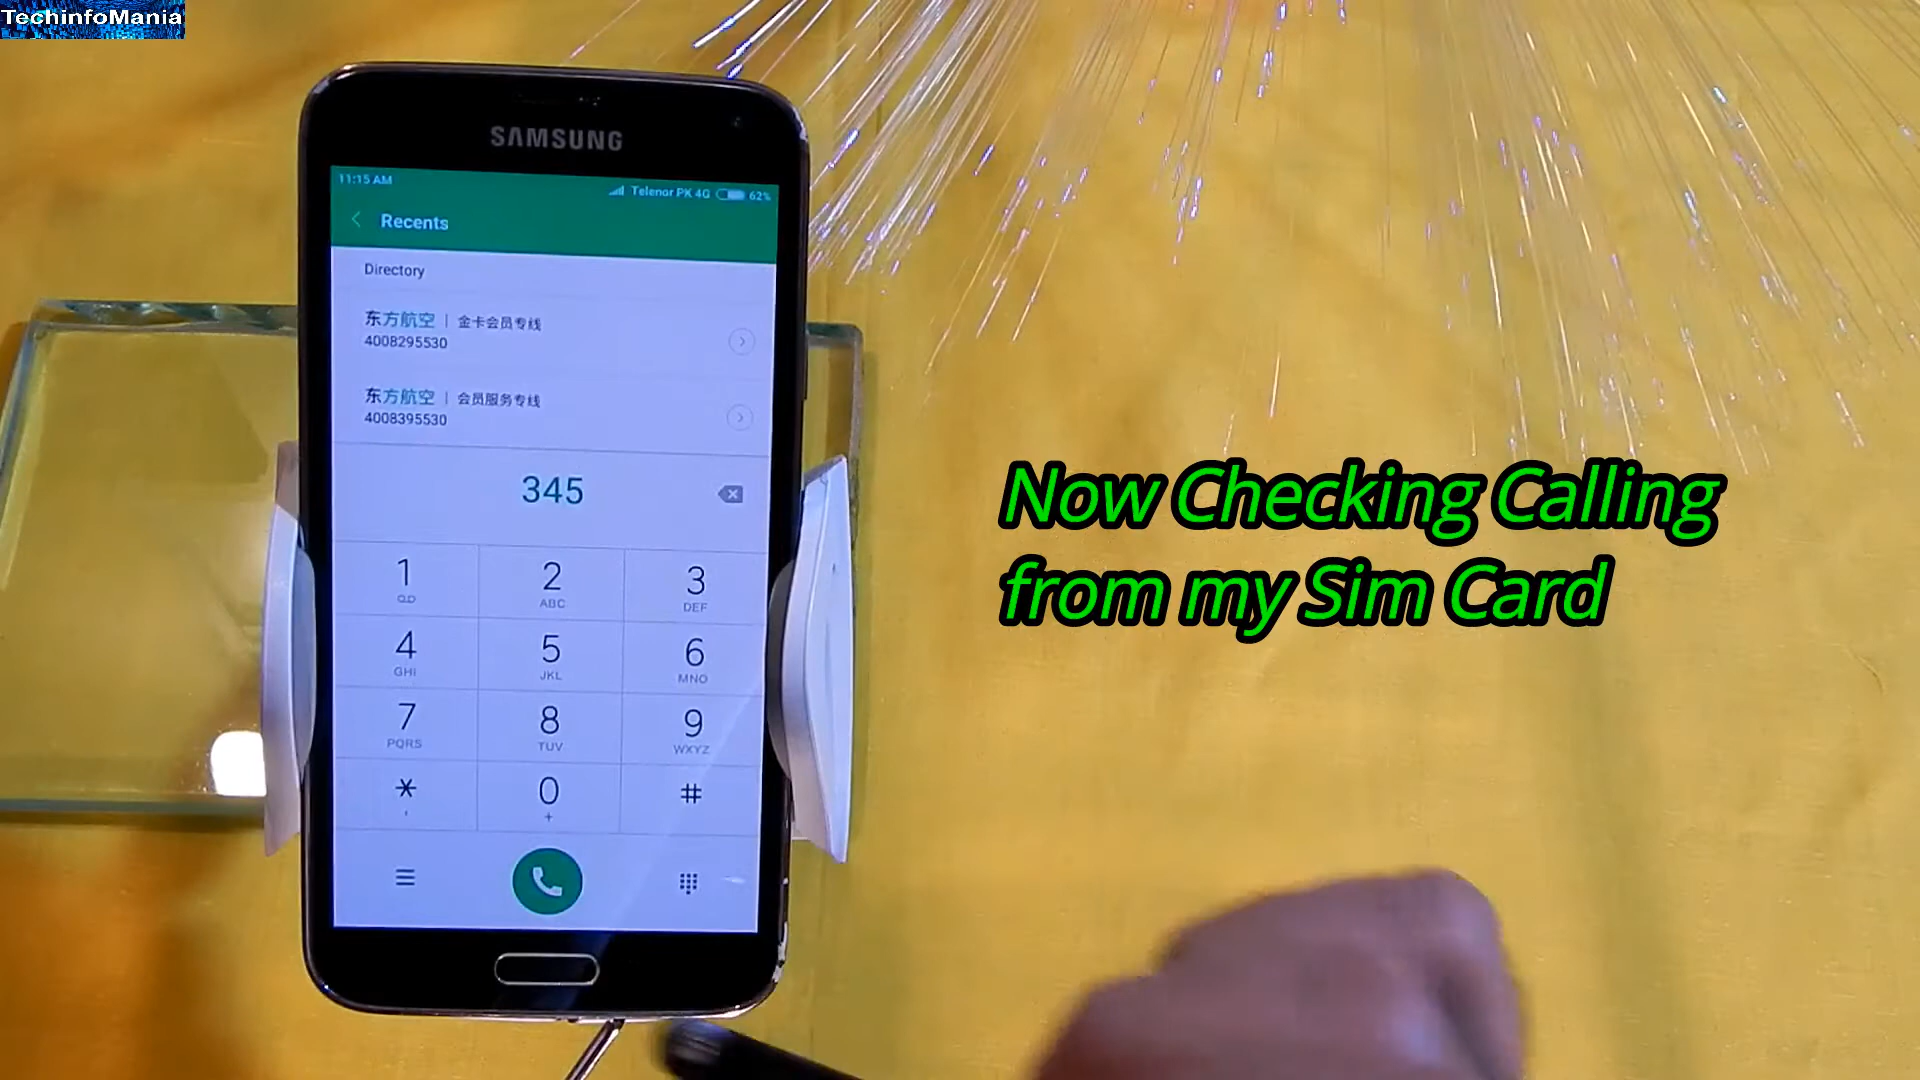 TechinfoMania
SAMSUNG
11:15 AM
Telenor PK 4G 62%
Recents
Directory
东方航空 | 金卡会员专线
4008295530
东方航空 | 会员服务专线
4008395530
345
1 2 3
ABC DEF
4 5 6
GHI JKL MNO
7 8 9
PQRS TUV WXYZ
* 0 #
, +
Now Checking Calling
from my Sim Card